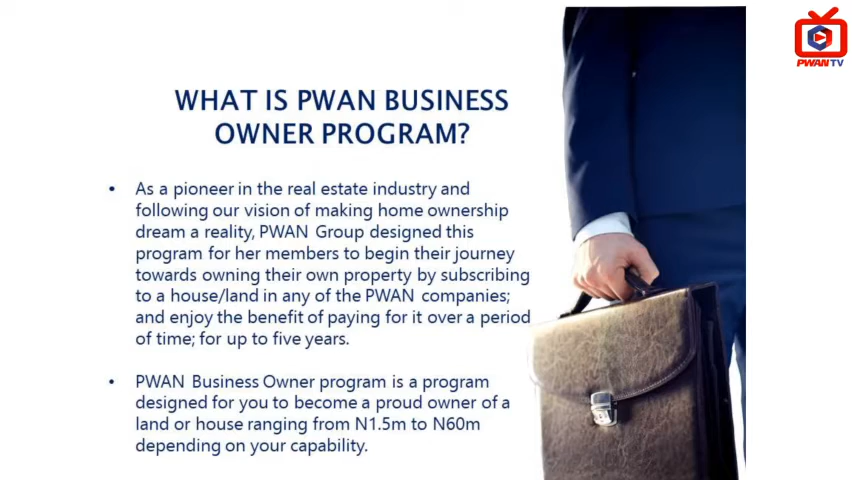 PWANTV
WHAT IS PWAN BUSINESS
OWNER PROGRAM?
• As a pioneer in the real estate industry and
following our vision of making home ownership
dream a reality, PWAN Group designed this
program for her members to begin their journey
towards owning their own property by subscribing
to a house/land in any of the PWAN companies;
and enjoy the benefit of paying for it over a period
of time; for up to five years.
• PWAN Business Owner program is a program
designed for you to become a proud owner of a
land or house ranging from N1.5m to N60m
depending on your capability.